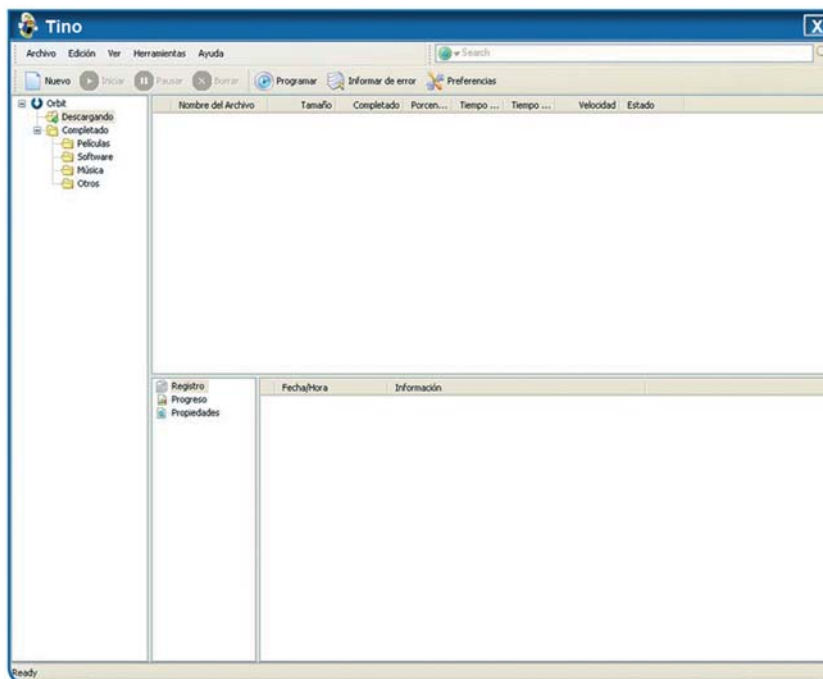 Tino
X
Archivo Edición Ver Herramientas Ayuda
Search
Nuevo Iniciar Pausar Borrar Programar Informar de error Preferencias
Orbit
Descargando
Completado
Películas
Software
Música
Otros
Nombre del Archivo Tamaño Completado Porcen... Tiempo ... Tiempo ... Velocidad Estado
Registro
Progreso
Propiedades
Fecha/Hora Información
Ready